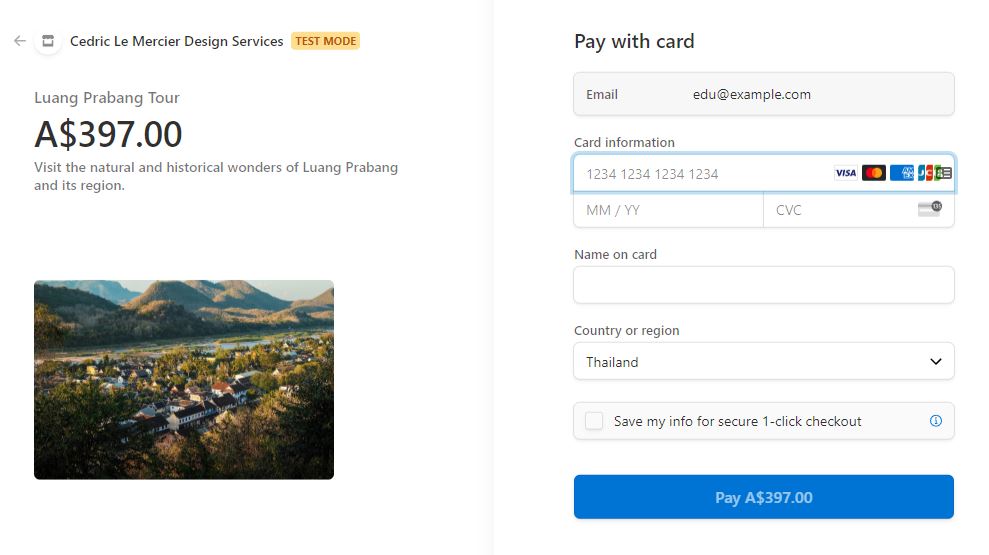 Cedric Le Mercier Design Services TEST MODE
Luang Prabang Tour
A$397.00
Visit the natural and historical wonders of Luang Prabang
and its region.
Pay with card
Email edu@example.com
Card information
1234 1234 1234 1234 VISA
MM / YY CVC
Name on card
Country or region
Thailand
Save my info for secure 1-click checkout
Pay A$397.00